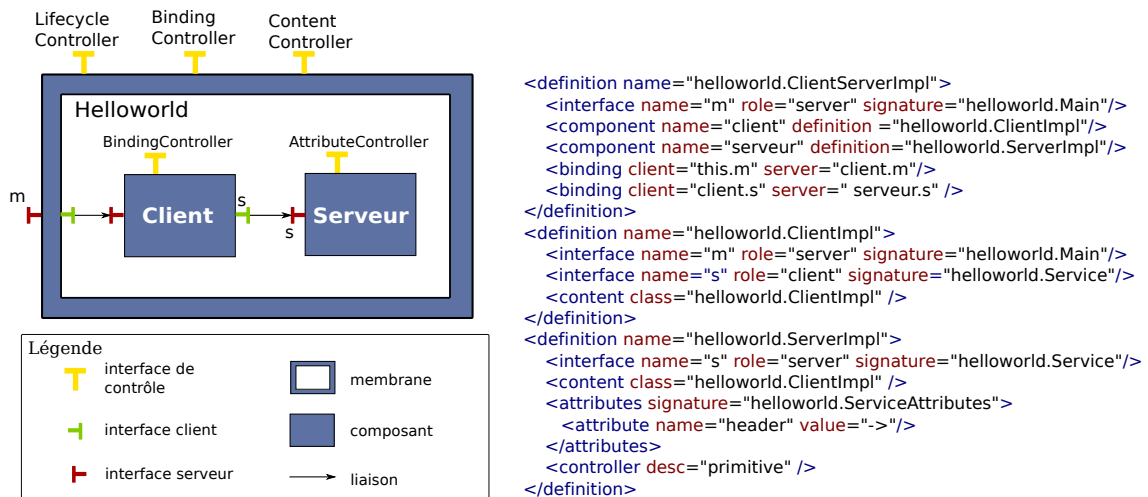 Lifecycle
Controller
Binding
Controller
Content
Controller
Helloworld
BindingController
AttributeController
m
Client
s
s
Serveur
Légende
interface de
contrôle
membrane
interface client
composant
interface serveur
liaison
<definition name="helloworld.ClientServerImpl">
<interface name="m" role="server" signature="helloworld.Main"/>
<component name="client" definition ="helloworld.ClientImpl"/>
<component name="serveur" definition="helloworld.ServerImpl"/>
<binding client="this.m" server="client.m"/>
<binding client="client.s" server=" serveur.s" />
</definition>
<definition name="helloworld.ClientImpl">
<interface name="m" role="server" signature="helloworld.Main"/>
<interface name="s" role="client" signature="helloworld.Service"/>
<content class="helloworld.ClientImpl" />
</definition>
<definition name="helloworld.ServerImpl">
<interface name="s" role="server" signature="helloworld.Service"/>
<content class="helloworld.ClientImpl" />
<attributes signature="helloworld.ServiceAttributes">
<attribute name="header" value="->"/>
</attributes>
<controller desc="primitive" />
</definition>